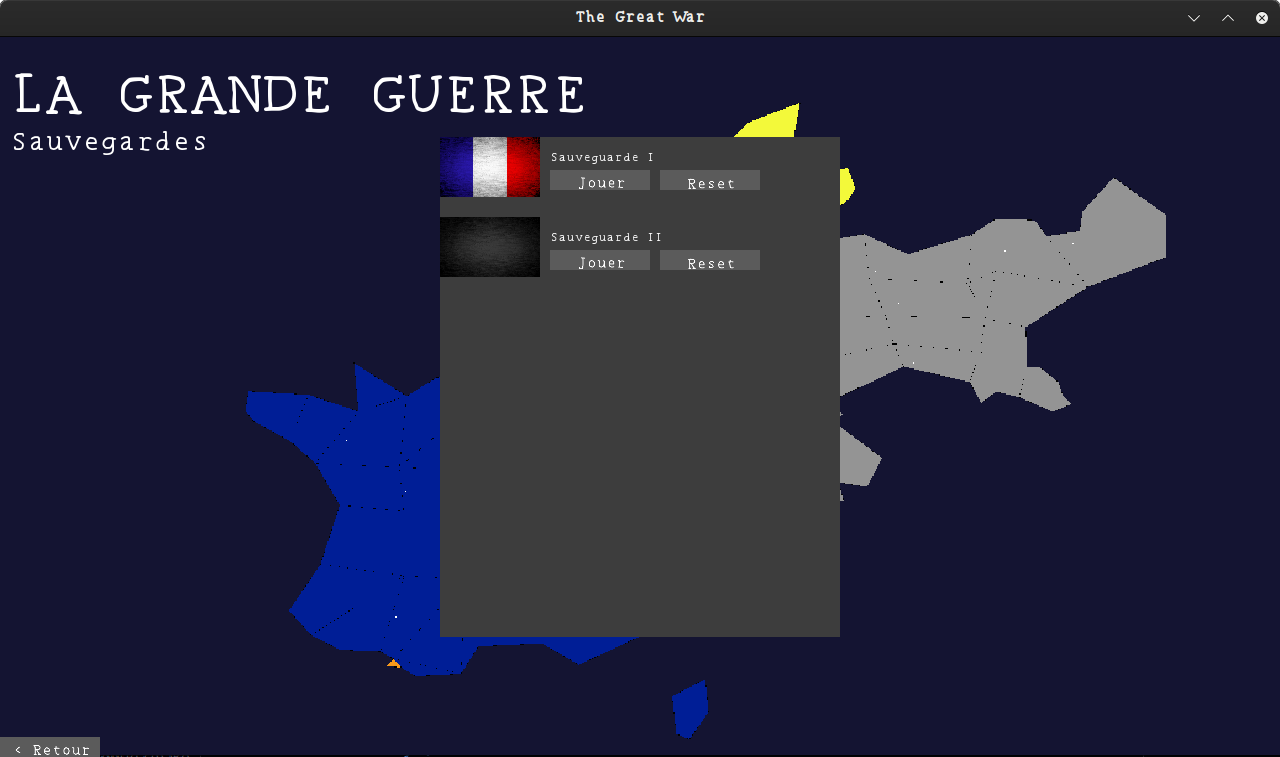 The Great War
LA GRANDE GUERRE
Sauvegardes
Sauveguarde I
Jouer Reset
Sauveguarde II
Jouer Reset
< Retour